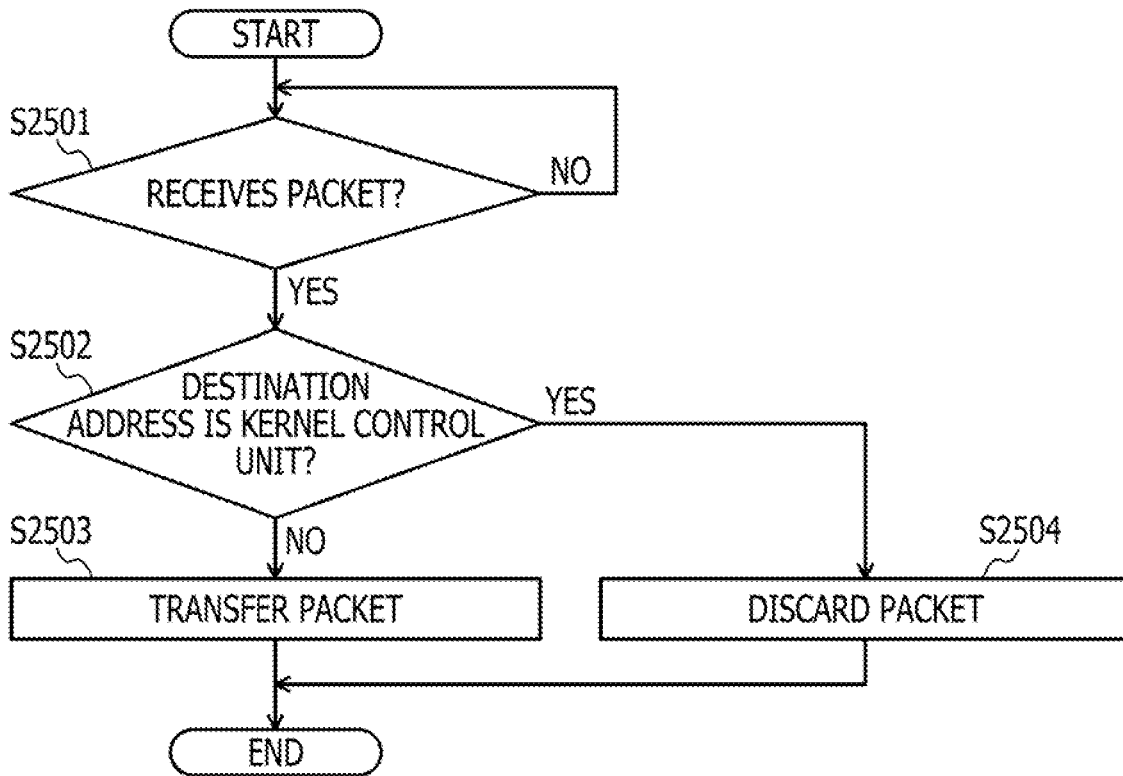 START
S2501
RECEIVES PACKET?
NO
YES
S2502
DESTINATION
ADDRESS IS KERNEL CONTROL
UNIT?
YES
NO
S2503
TRANSFER PACKET
S2504
DISCARD PACKET
END